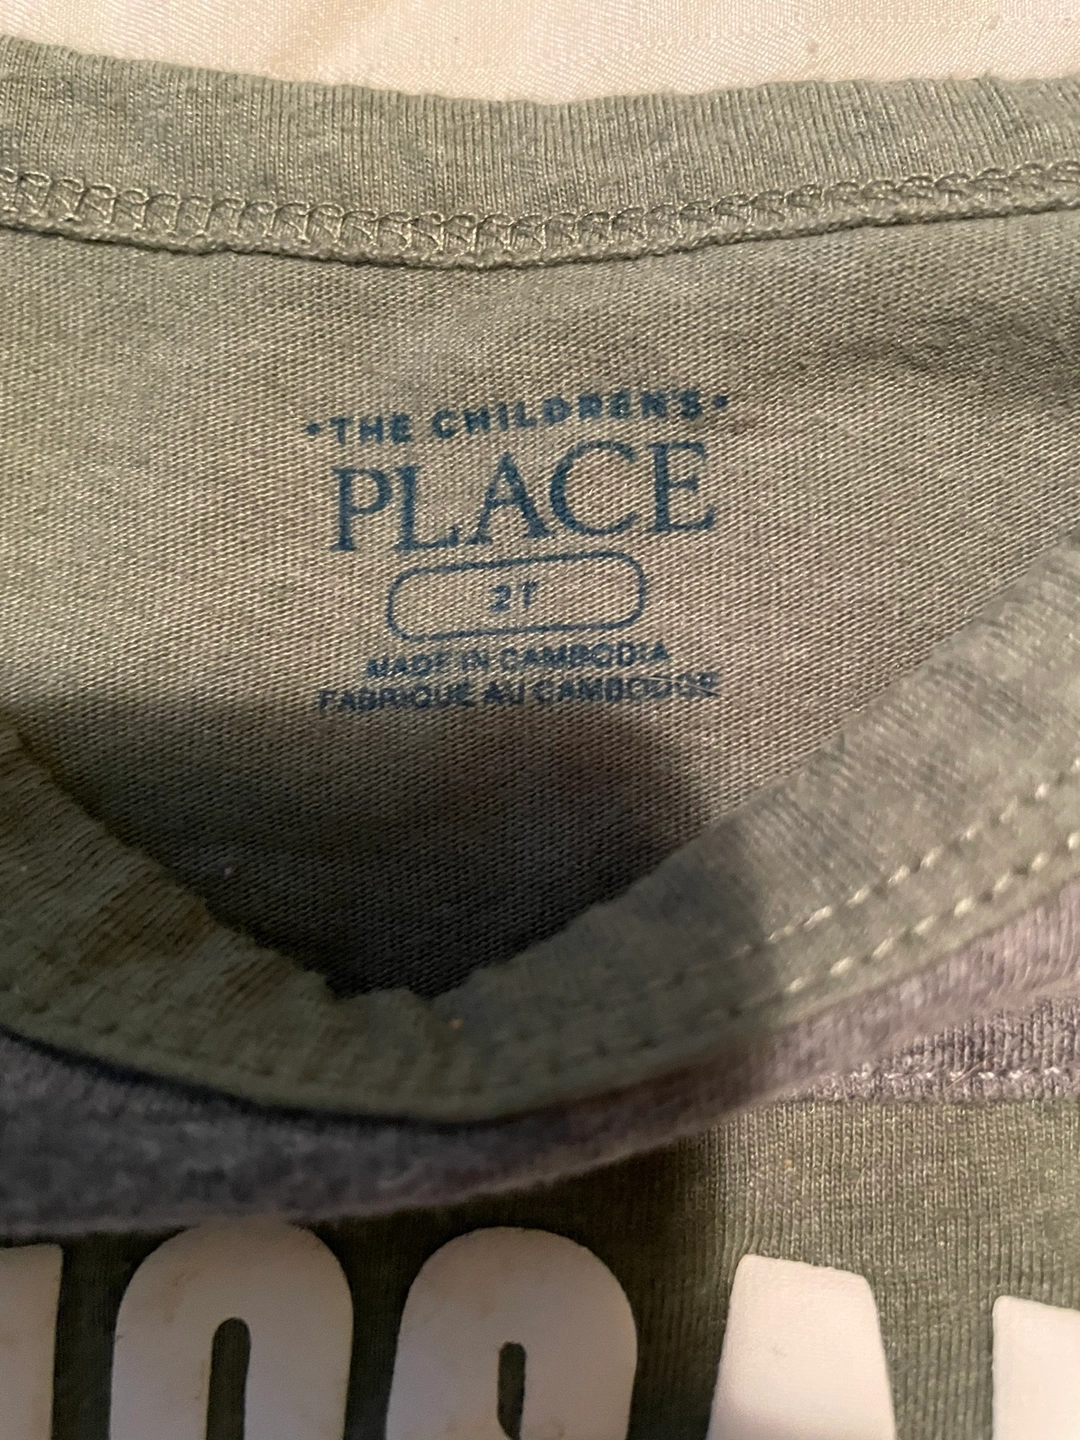 • THE CHILDREN'S •
PLACE
2T
MADE IN CAMBODIA
FABRIQUÉ AU CAMBODGE